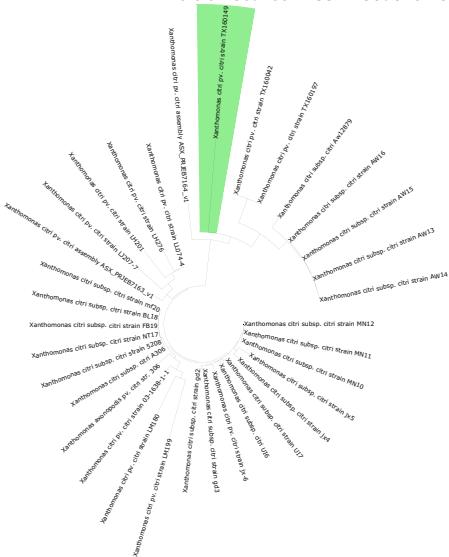 Xanthomonas citri pv. citri strain TX160149
Xanthomonas citri pv. citri strain TX160042
Xanthomonas citri pv. citri strain TX160197
Xanthomonas citri subsp. citri strain AW16
Xanthomonas citri subsp. citri strain AW15
Xanthomonas citri subsp. citri strain AW13
Xanthomonas citri subsp. citri strain AW14
Xanthomonas citri subsp. citri strain MN12
Xanthomonas citri subsp. citri strain MN11
Xanthomonas citri subsp. citri strain MN10
Xanthomonas citri subsp. citri strain jx5
Xanthomonas citri subsp. citri strain jx4
Xanthomonas citri subsp. citri strain UI7
Xanthomonas citri subsp. citri UI6
Xanthomonas citri pv. citri strain jx-6
Xanthomonas citri subsp. citri strain gd3
Xanthomonas citri subsp. citri strain gd2
Xanthomonas citri pv. citri strain LM199
Xanthomonas citri pv. citri strain LM180
Xanthomonas citri pv. citri strain 03-1638-1-1
Xanthomonas axonopodis pv. citri str. 306
Xanthomonas citri subsp. citri A306
Xanthomonas citri subsp. citri strain 5208
Xanthomonas citri subsp. citri strain NT17
Xanthomonas citri subsp. citri strain FB19
Xanthomonas citri subsp. citri strain BL18
Xanthomonas citri subsp. citri strain mf20
Xanthomonas citri pv. citri assembly ASX_PRJEB7163_v1
Xanthomonas citri pv. citri strain LJ207-7
Xanthomonas citri pv. citri strain LH201
Xanthomonas citri pv. citri strain LH276
Xanthomonas citri pv. citri strain LL074-4
Xanthomonas citri pv. citri assembly ASX_PRJEB7164_v1